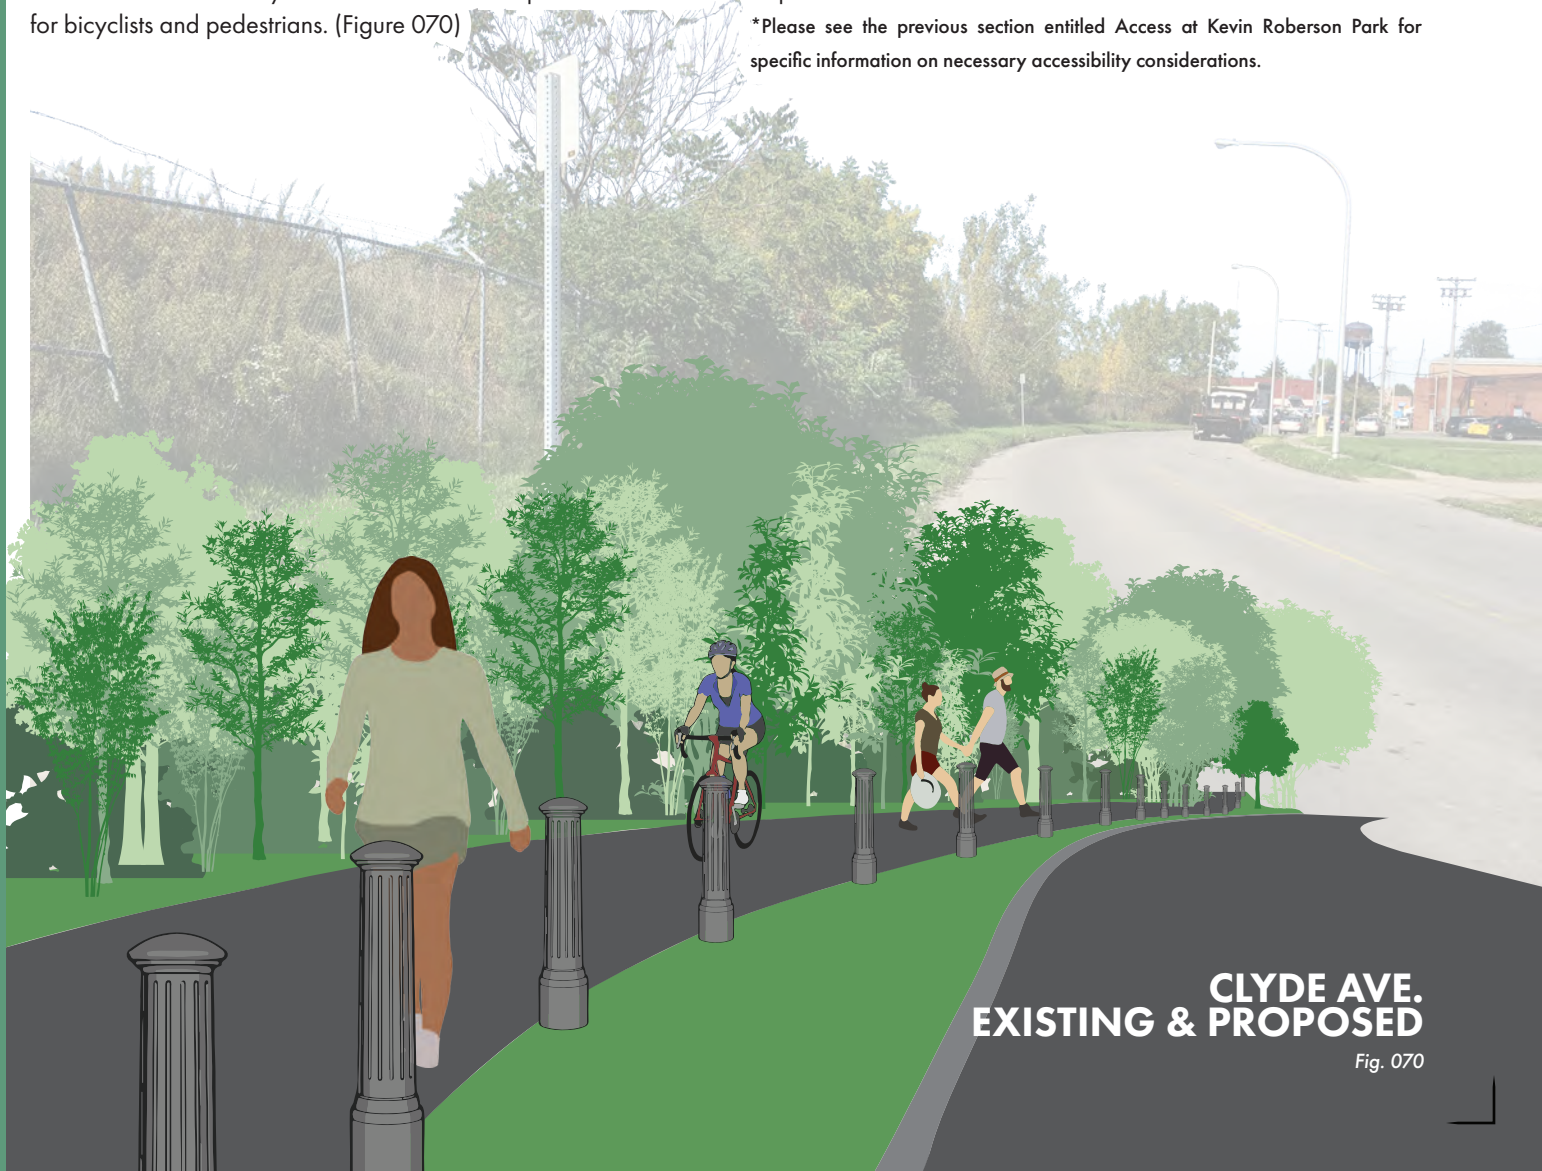 for bicyclists and pedestrians. (Figure 070)
*Please see the previous section entitled Access at Kevin Roberson Park for
specific information on necessary accessibility considerations.
CLYDE AVE.
EXISTING & PROPOSED
Fig. 070